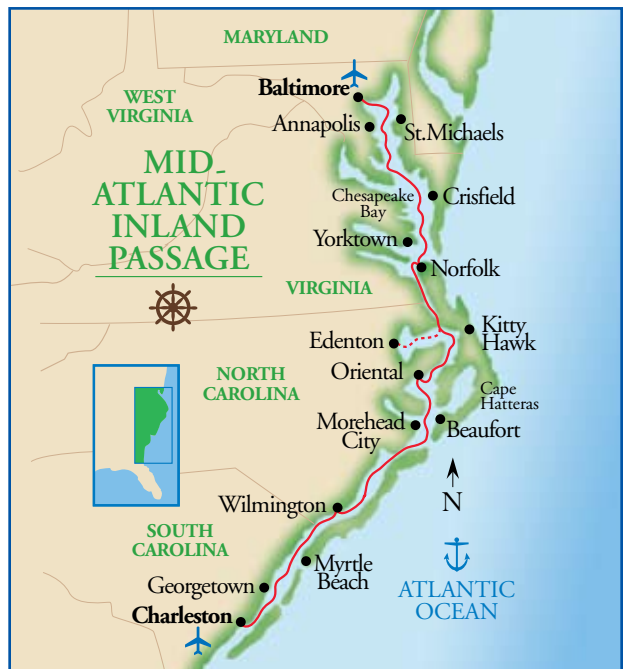 MARYLAND
Baltimore
WEST
VIRGINIA
Annapolis
St.Michaels
MID-
ATLANTIC
INLAND
PASSAGE
Chesapeake
Bay
Crisfield
Yorktown
Norfolk
VIRGINIA
Kitty
Hawk
Edenton
NORTH
CAROLINA
Oriental
Cape
Hatteras
Morehead
City
Beaufort
N
Wilmington
SOUTH
CAROLINA
Myrtle
Beach
ATLANTIC
OCEAN
Georgetown
Charleston